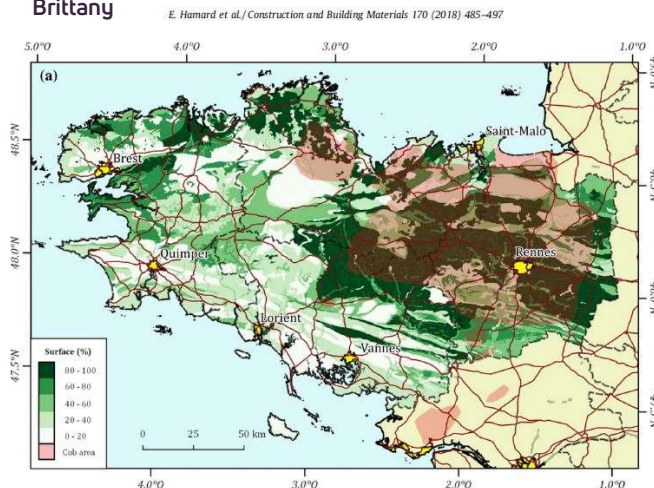 Brittany
E. Hamard et al./Construction and Building Materials 170 (2018) 485–497
5.0°O 4.0°O 3.0°O 2.0°O 1.0°O
(a)
Saint-Malo
48.5°N
Brest
48.0°N
Quimper
Rennes
Lorient
Vannes
47.5°N
Surface (%)
80 - 100
60 - 80
40 - 60
20 - 40
0 - 20
Cob area
0 25 50 km
4.0°O 3.0°O 2.0°O 1.0°O